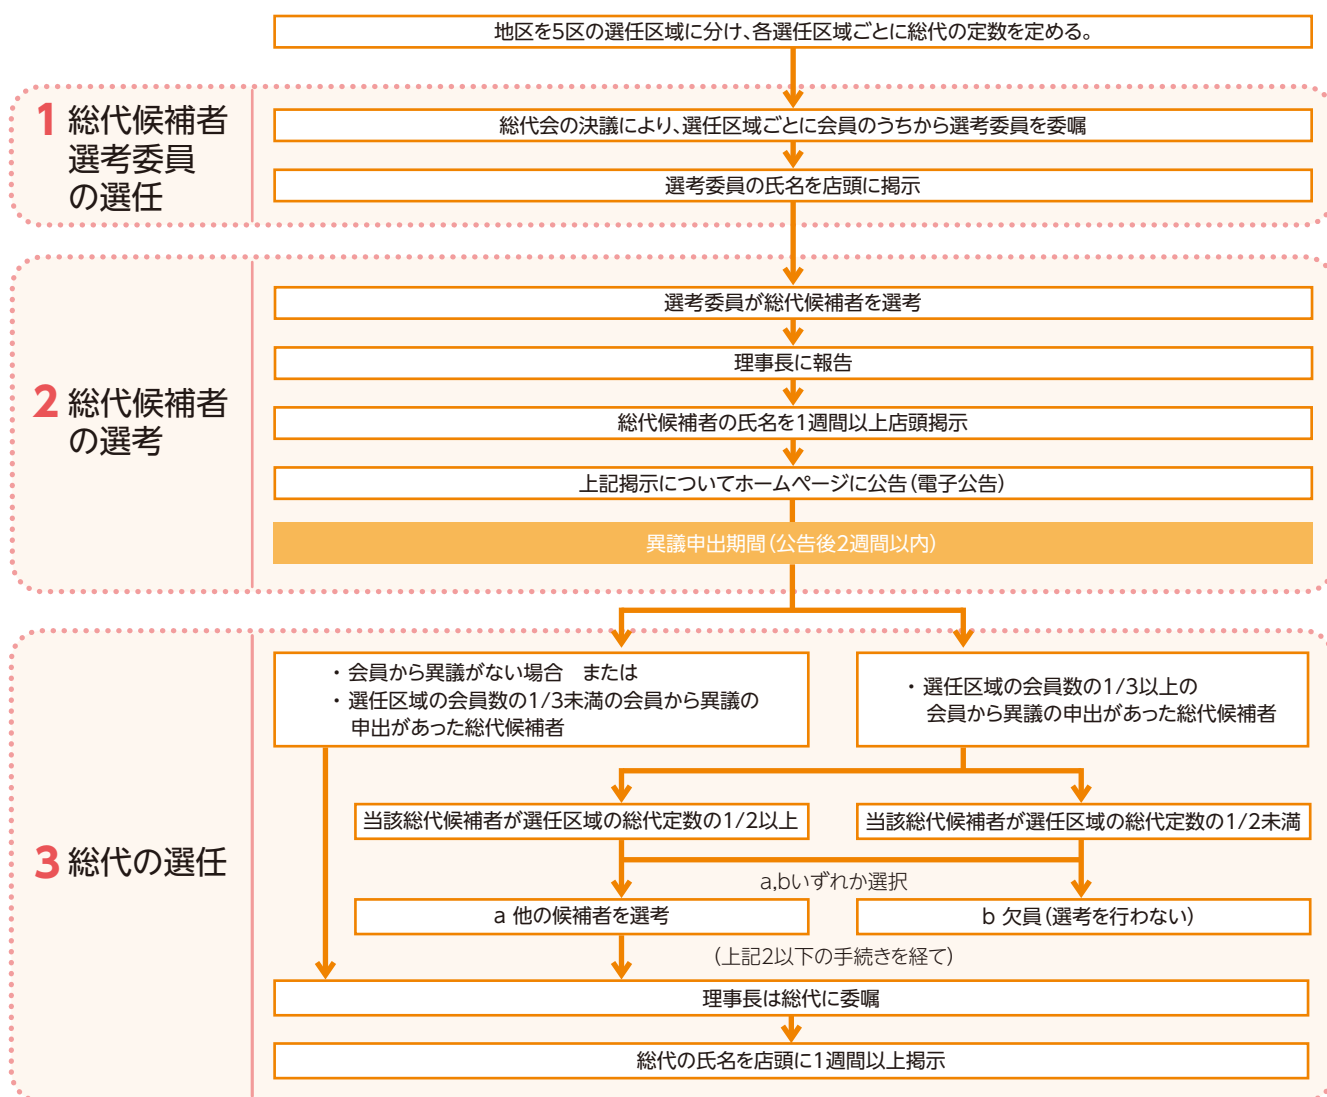 地区を5区の選任区域に分け、各選任区域ごとに総代の定数を定める。
1 総代候補者
選考委員
の選任
総代会の決議により、選任区域ごとに会員のうちから選考委員を委嘱
選考委員の氏名を店頭に掲示
2 総代候補者
の選考
選考委員が総代候補者を選考
理事長に報告
総代候補者の氏名を1週間以上店頭掲示
上記掲示についてホームページに公告(電子公告)
異議申出期間(公告後2週間以内)
3 総代の選任
・会員から異議がない場合　または
・選任区域の会員数の1/3未満の会員から異議の
申出があった総代候補者
・選任区域の会員数の1/3以上の
会員から異議の申出があった総代候補者
当該総代候補者が選任区域の総代定数の1/2以上
当該総代候補者が選任区域の総代定数の1/2未満
a,bいずれか選択
a 他の候補者を選考
b 欠員(選考を行わない)
(上記2以下の手続きを経て)
理事長は総代に委嘱
総代の氏名を店頭に1週間以上掲示